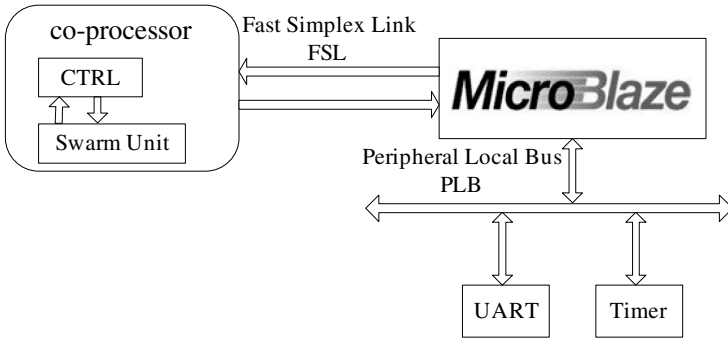 co-processor
Fast Simplex Link
FSL
CTRL
MicroBlaze
Swarm Unit
Peripheral Local Bus
PLB
UART
Timer